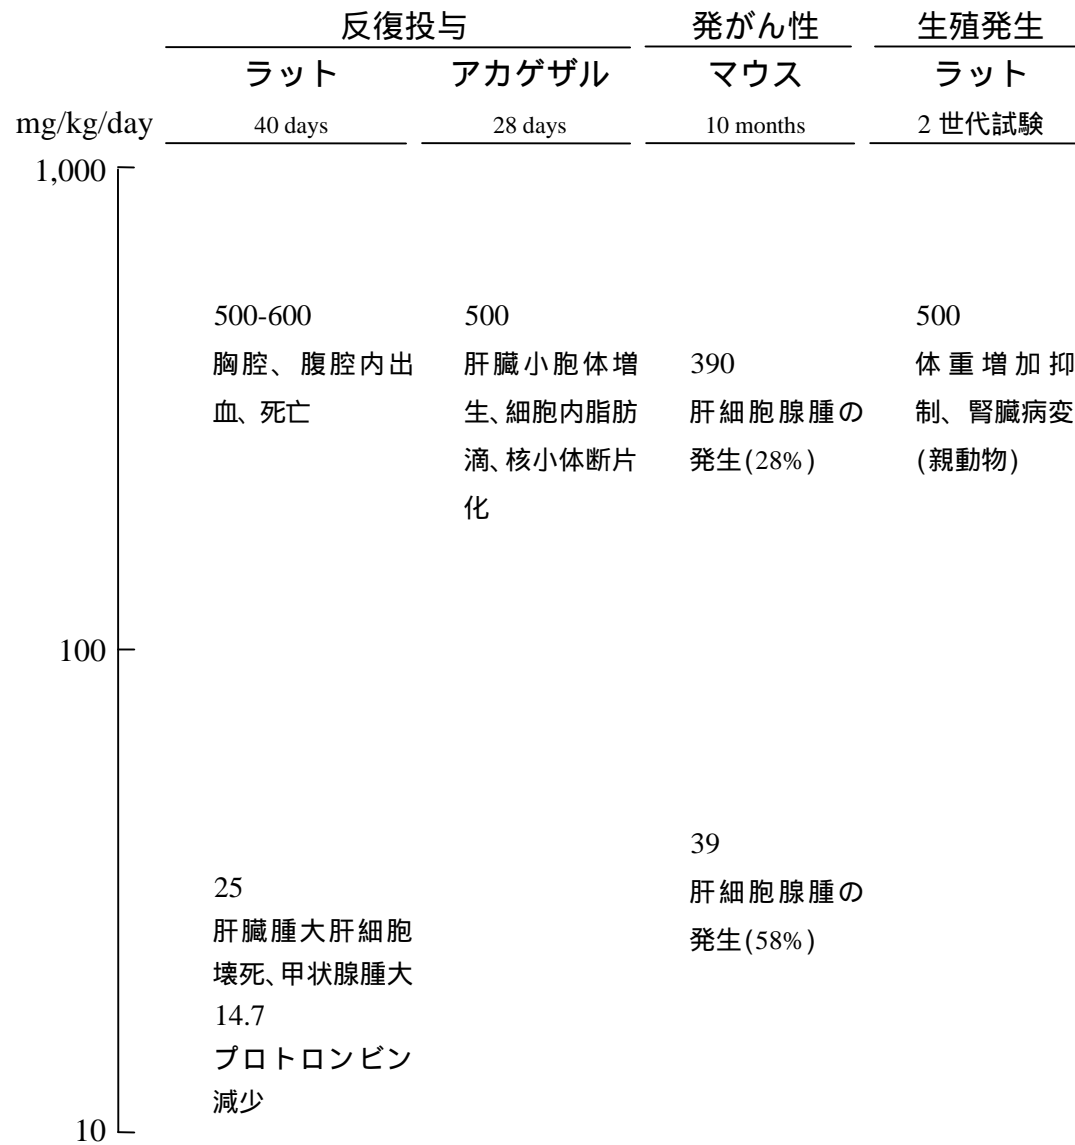 反復投与 発がん性 生殖発生
ラット アカゲザル マウス ラット
mg/kg/day 40 days 28 days 10 months 2 世代試験
1,000
500-600
胸腔、腹腔内出
血、死亡
500
肝臓小胞体増
生、細胞内脂肪
滴、核小体断片
化
390
肝細胞腺腫の
発生(28%)
500
体重増加抑
制、腎臓病変
(親動物)
100
39
肝細胞腺腫の
発生(58%)
25
肝臓腫大肝細胞
壊死、甲状腺腫大
14.7
プロトロンビン
減少
10